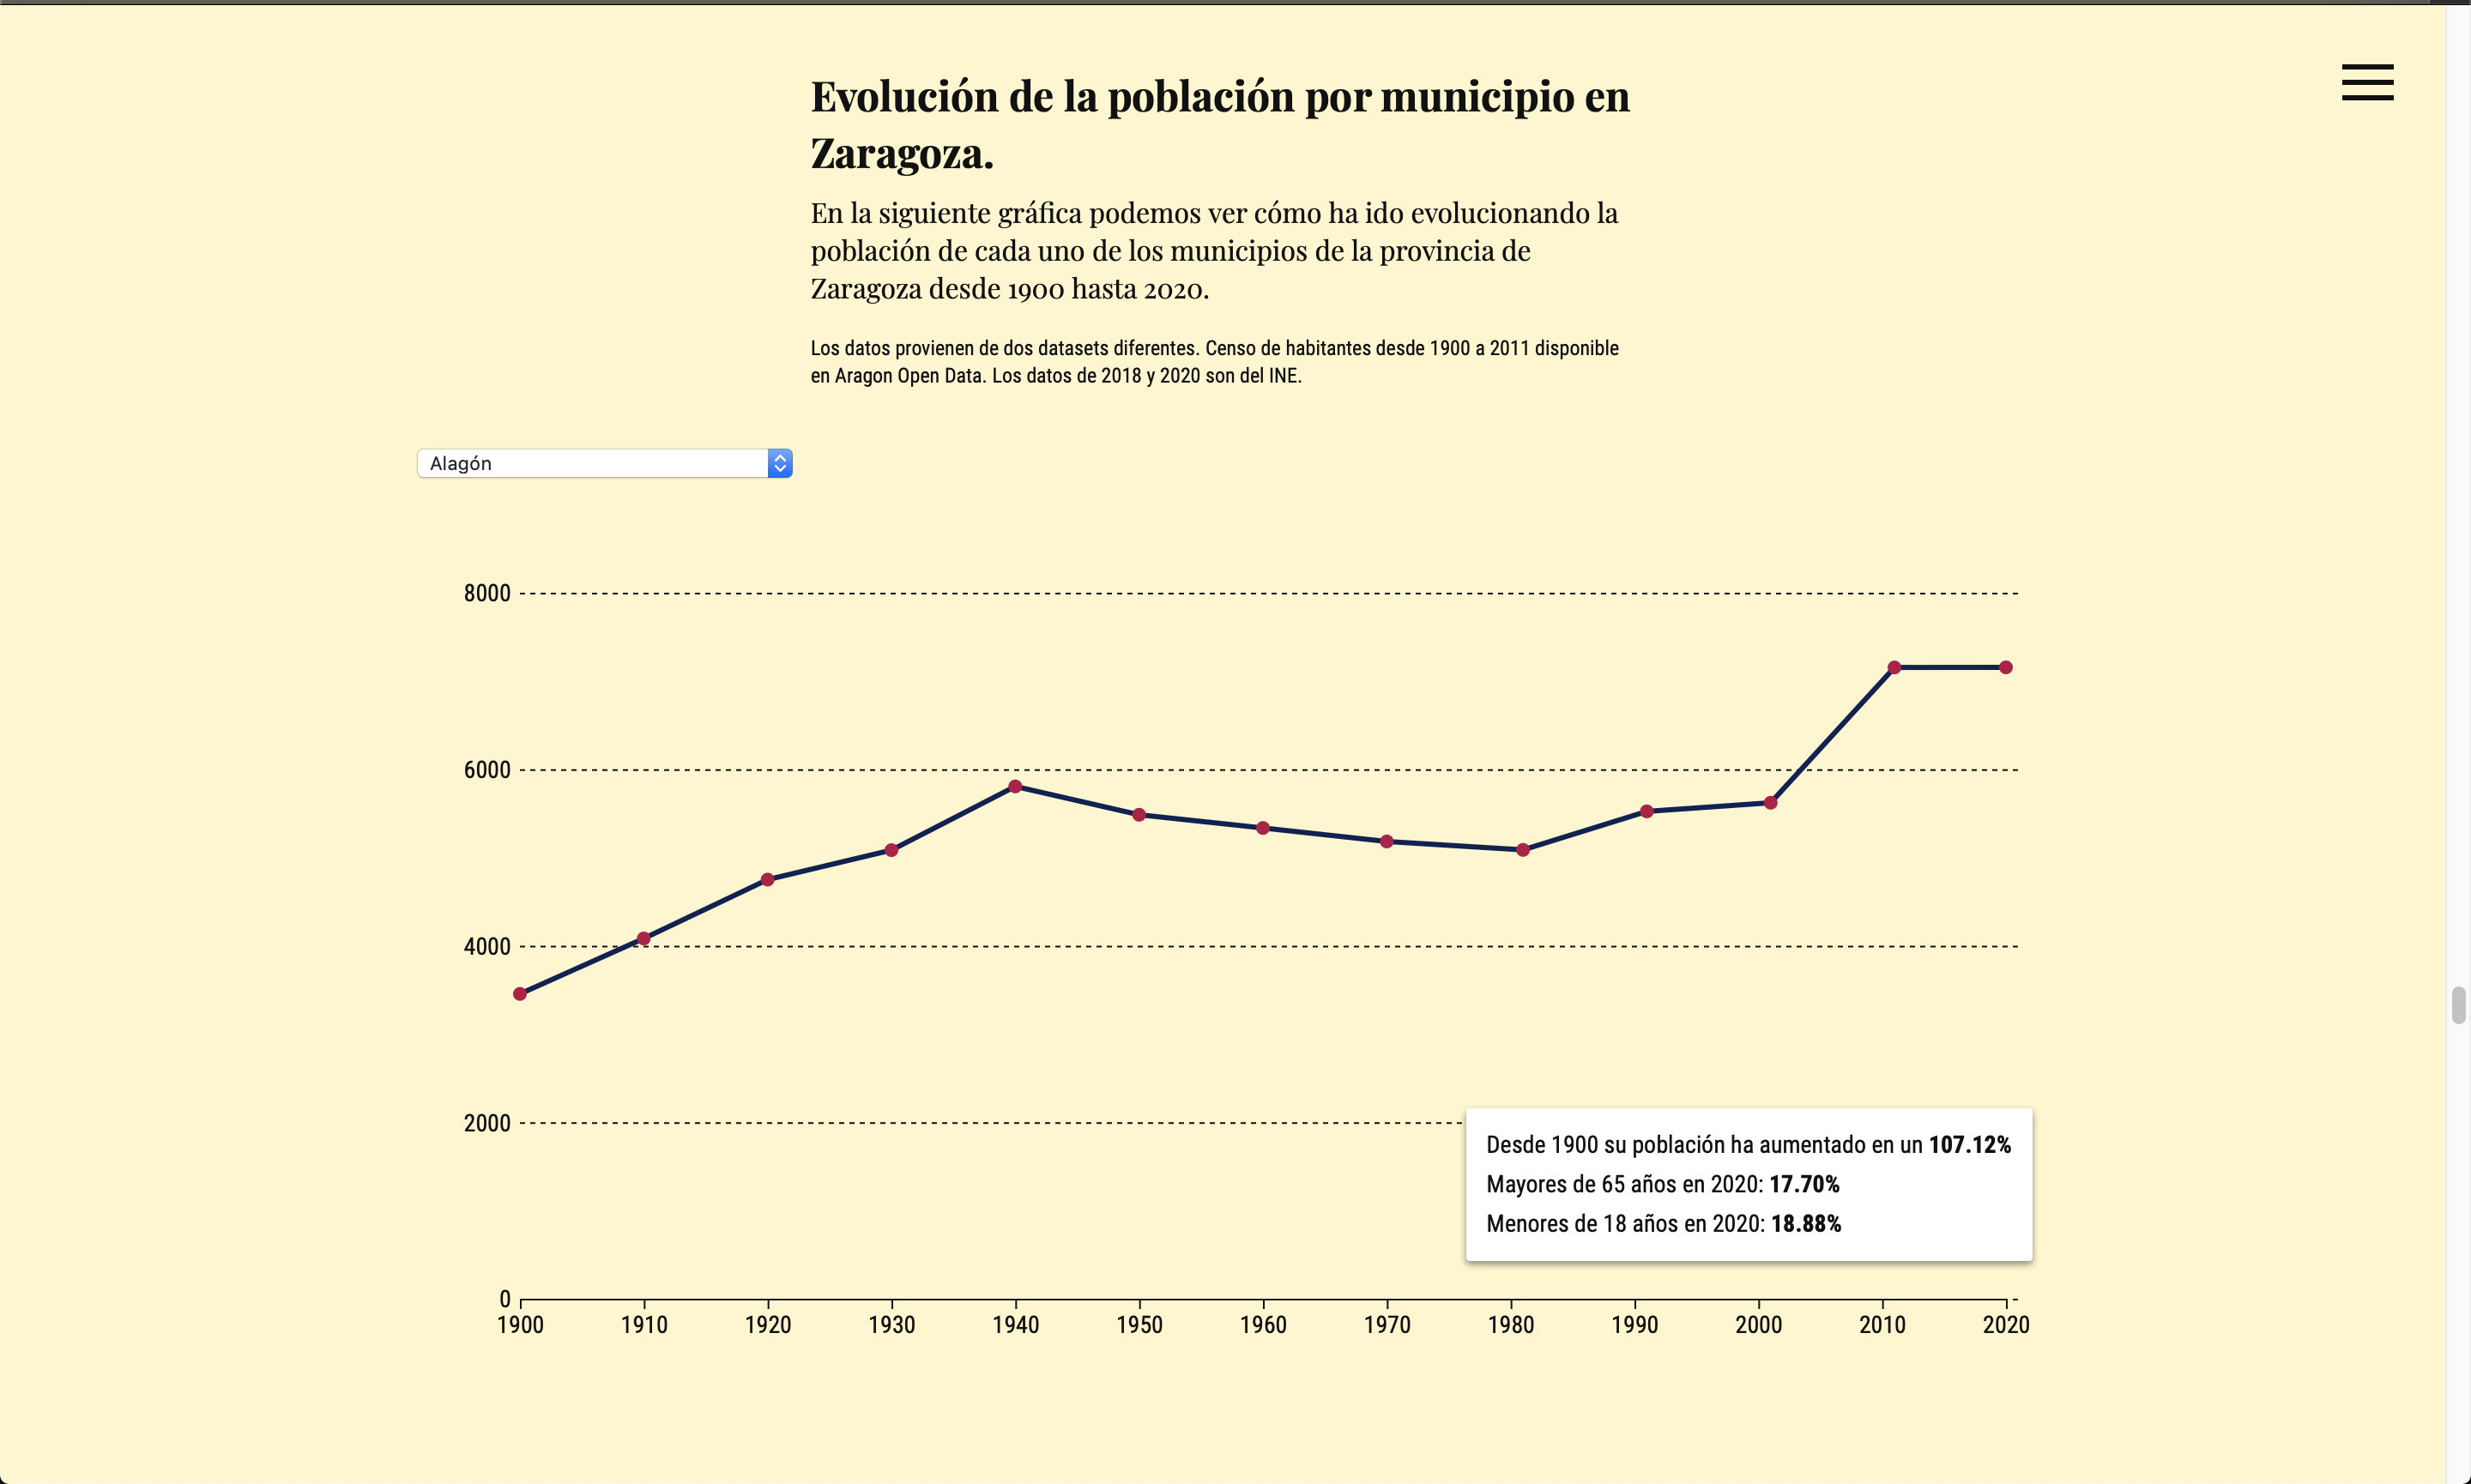 Evolución de la población por municipio en
Zaragoza.
En la siguiente gráfica podemos ver cómo ha ido evolucionando la
población de cada uno de los municipios de la provincia de
Zaragoza desde 1900 hasta 2020.
Los datos provienen de dos datasets diferentes. Censo de habitantes desde 1900 a 2011 disponible
en Aragon Open Data. Los datos de 2018 y 2020 son del INE.
Alagón
8000
6000
4000
2000
Desde 1900 su población ha aumentado en un 107.12%
Mayores de 65 años en 2020: 17.70%
Menores de 18 años en 2020: 18.88%
0
1900 1910 1920 1930 1940 1950 1960 1970 1980 1990 2000 2010 2020